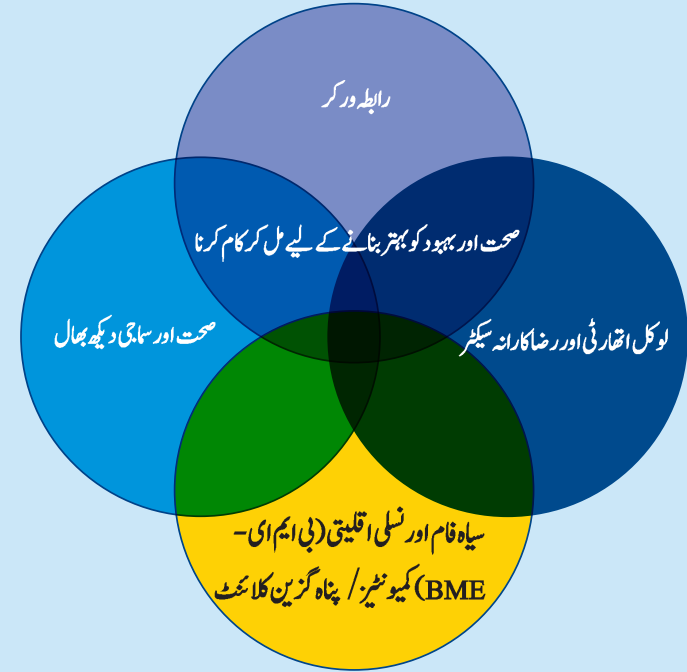 رابطہ ورکر
صحت اور بہبود کو بہتر بنانے کے لیے مل کر کام کرنا
صحت اور سماجی دیکھ بھال
لوکل اتھارٹی اور رضاکارانہ سیکٹر
سیاہ فام اور نسلی اقلیتی (بی ایم ای-
BME) کمیونٹیز / پناہ گزین کلائنٹ